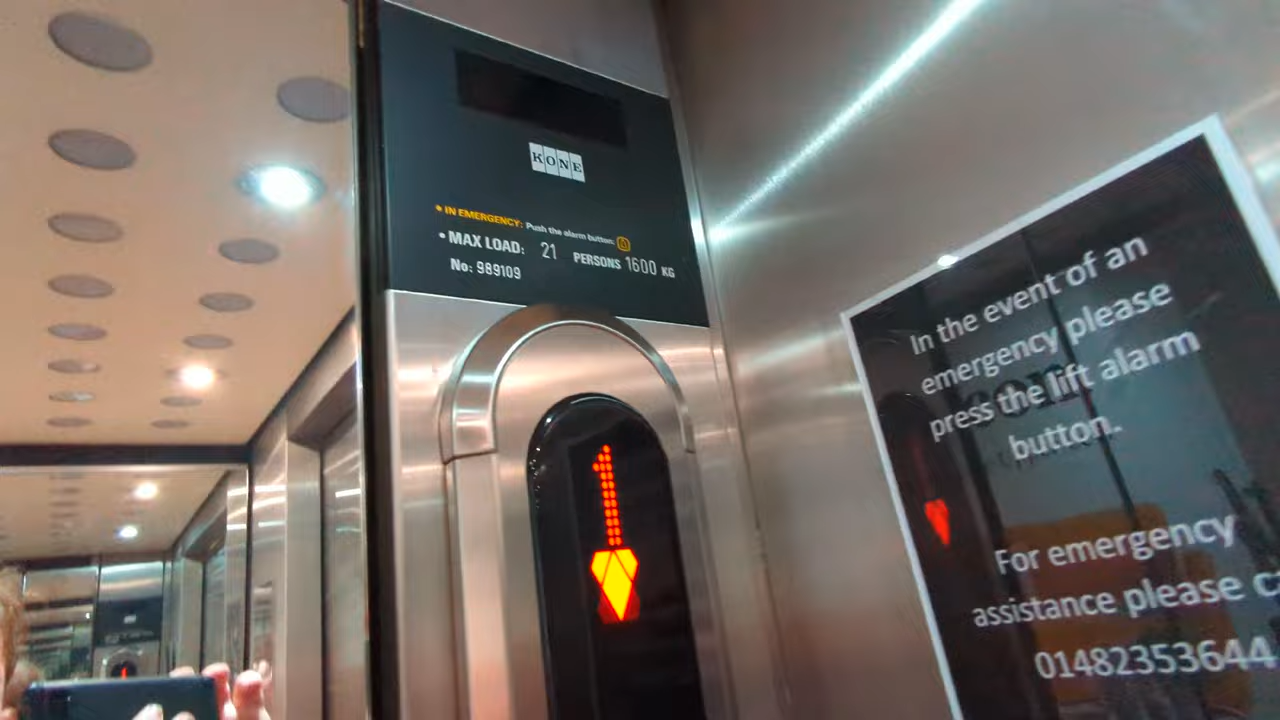 KONE
• IN EMERGENCY: Push the alarm button:
• MAX LOAD: 21 PERSONS 1600 KG
No: 989109
1
In the event of an
emergency please
press the lift alarm
button.
For emergency
assistance please
01482353644